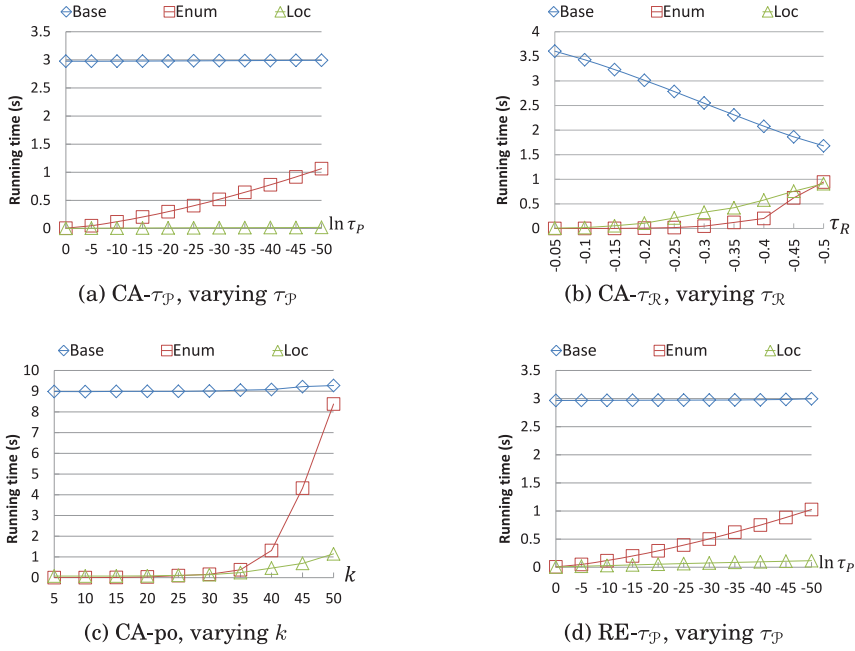 Base Enum Loc
Running time (s)
3.5
3
2.5
2
1.5
1
0.5
0
0 -5 -10 -15 -20 -25 -30 -35 -40 -45 -50
ln τP
(a) CA-τP, varying τP
Base Enum Loc
Running time (s)
4
3.5
3
2.5
2
1.5
1
0.5
0
-0.05 -0.1 -0.15 -0.2 -0.25 -0.3 -0.35 -0.4 -0.45 -0.5
τR
(b) CA-τR, varying τR
Base Enum Loc
Running time (s)
10
9
8
7
6
5
4
3
2
1
0
5 10 15 20 25 30 35 40 45 50
k
(c) CA-po, varying k
Base Enum Loc
Running time (s)
3.5
3
2.5
2
1.5
1
0.5
0
0 -5 -10 -15 -20 -25 -30 -35 -40 -45 -50
ln τP
(d) RE-τP, varying τP